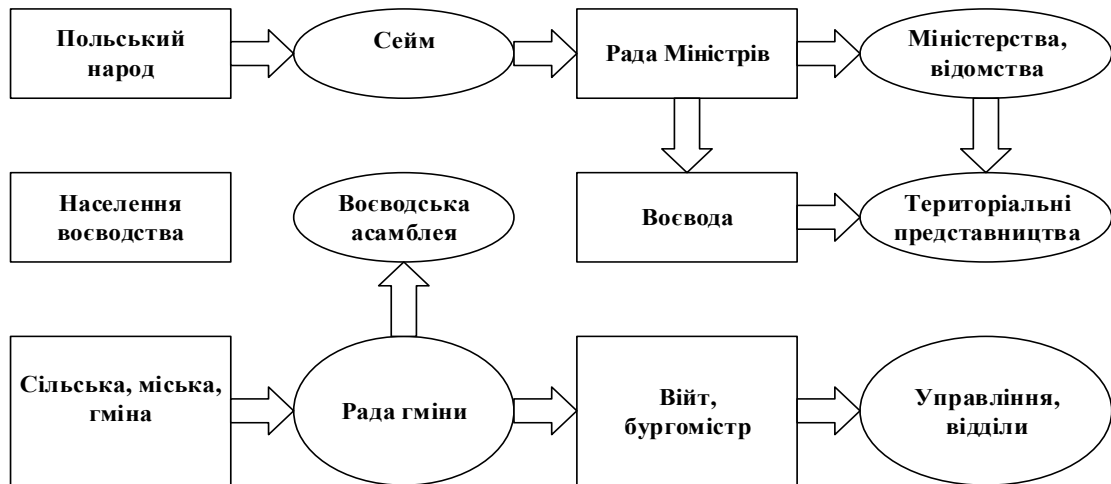 Польський
народ
Сейм
Рада Міністрів
Міністерства,
відомства
Населення
воєводства
Воєводська
асамблея
Воєвода
Територіальні
представництва
Сільська, міська,
гміна
Рада гміни
Війт,
бургомістр
Управління,
відділи